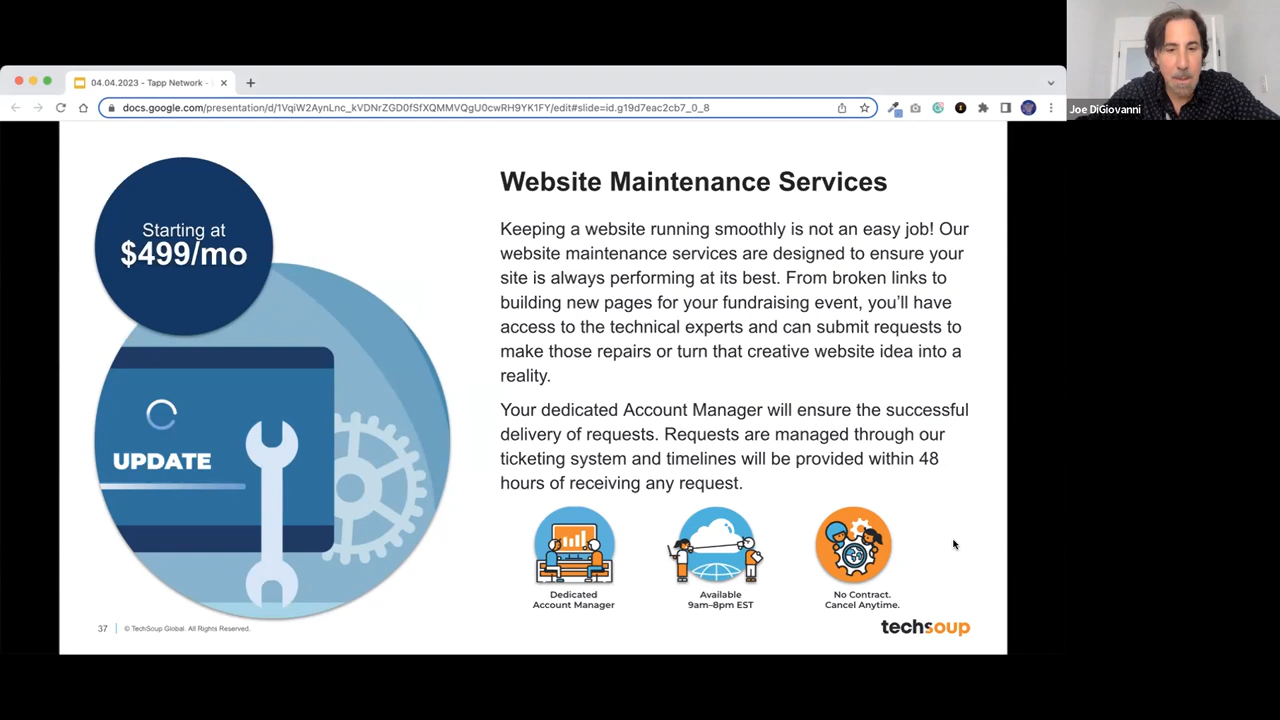 04.04.2023 - Tapp Network -
docs.google.com/presentation/d/1VqiW2AynLnc_kVDNrZGD0fSfXQMMVQgU0cwRH9YK1FY/edit#slide=id.g19d7eac2cb7_0_8
Joe DiGiovanni
Starting at
$499/mo
UPDATE
Website Maintenance Services
Keeping a website running smoothly is not an easy job! Our
website maintenance services are designed to ensure your
site is always performing at its best. From broken links to
building new pages for your fundraising event, you’ll have
access to the technical experts and can submit requests to
make those repairs or turn that creative website idea into a
reality.
Your dedicated Account Manager will ensure the successful
delivery of requests. Requests are managed through our
ticketing system and timelines will be provided within 48
hours of receiving any request.
Dedicated
Account Manager
Available
9am–8pm EST
No Contract.
Cancel Anytime.
37
© TechSoup Global. All Rights Reserved.
techsoup